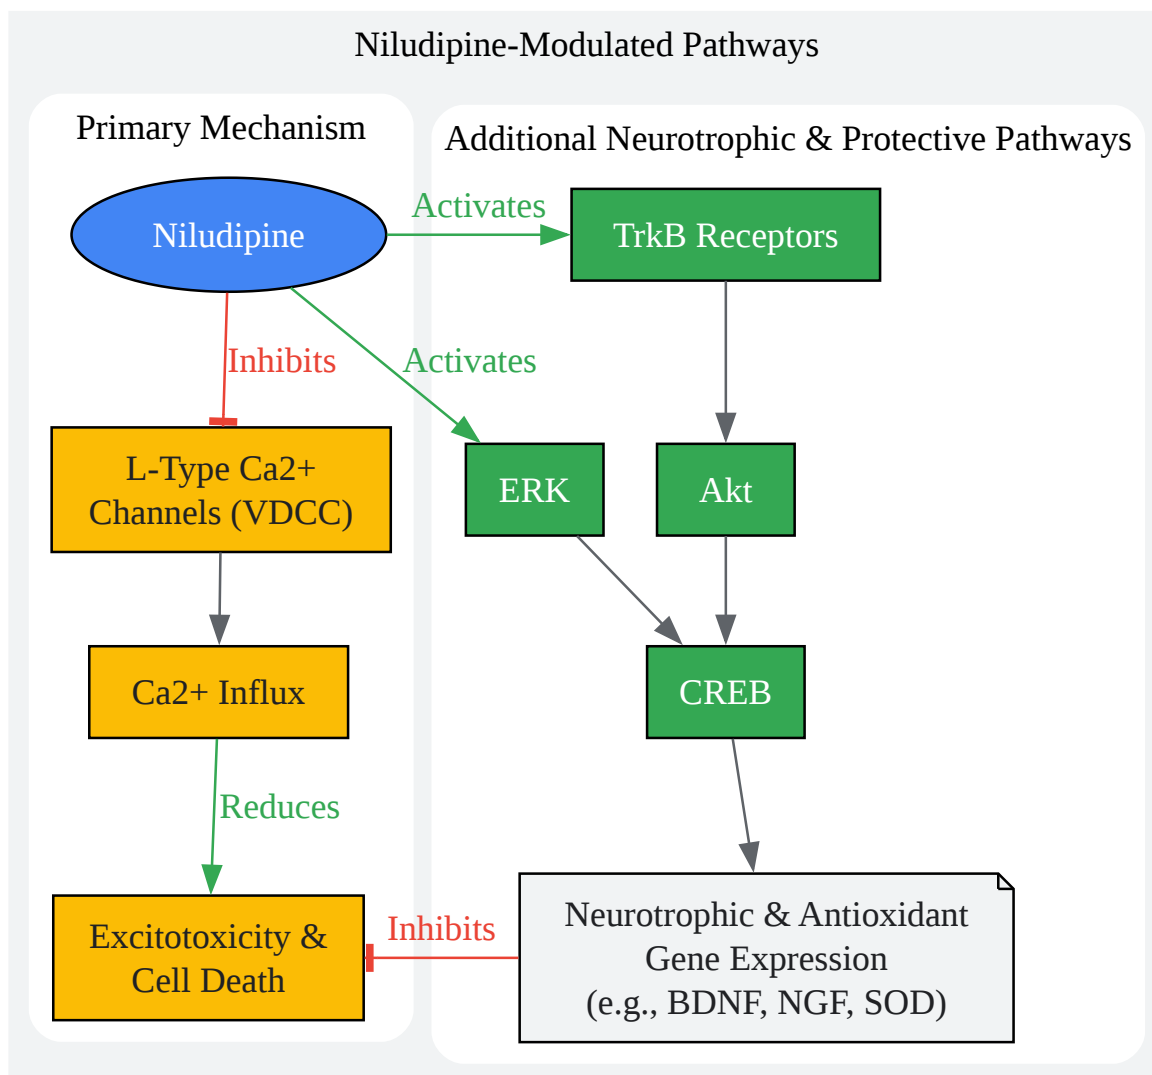 Niludipine-Modulated Pathways
Primary Mechanism
Additional Neurotrophic & Protective Pathways
Niludipine
Activates
TrkB Receptors
Inhibits
Activates
L-Type Ca2+
Channels (VDCC)
ERK
Akt
Ca2+ Influx
CREB
Reduces
Excitotoxicity &
Cell Death
Inhibits
Neurotrophic & Antioxidant
Gene Expression
(e.g., BDNF, NGF, SOD)